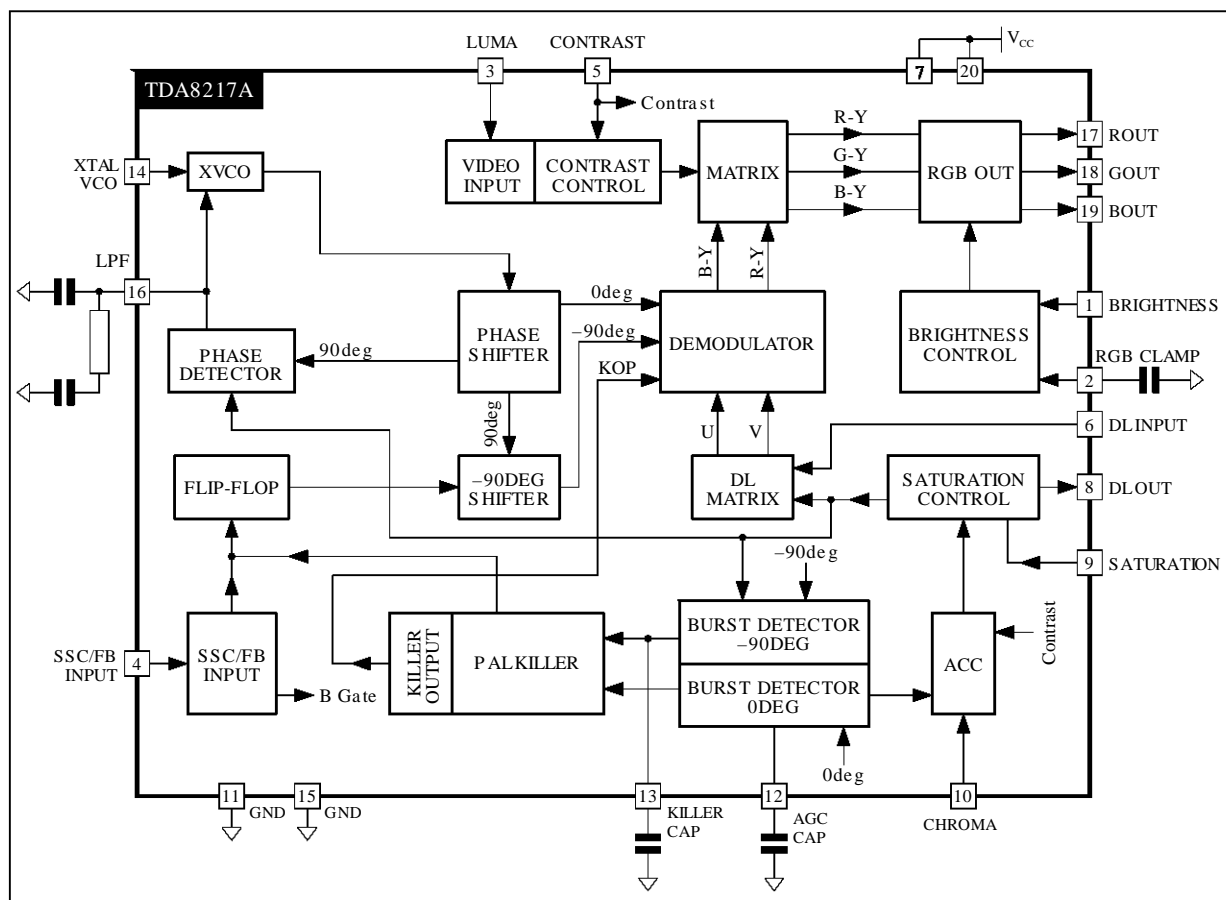 LUMA
CONTRAST
VCC
3
5
7
20
TDA8217A
Contrast
R-Y
17
ROUT
XTAL
VCO
14
XVCO
VIDEO
INPUT
CONTRAST
CONTROL
MATRIX
G-Y
RGB OUT
18
GOUT
B-Y
19
BOUT
LPF
16
B-Y
R-Y
0deg
1
BRIGHTNESS
PHASE
DETECTOR
90deg
PHASE
SHIFTER
–90deg
DEMODULATOR
BRIGHTNESS
CONTROL
KOP
RGB CLAMP
2
90deg
U
V
6
DL INPUT
FLIP-FLOP
–90DEG
SHIFTER
DL
MATRIX
SATURATION
CONTROL
8
DLOUT
–90deg
9
SATURATION
SSC/FB
INPUT
4
SSC/FB
INPUT
B Gate
KILLER
OUTPUT
PALKILLER
BURST DETECTOR
–90DEG
BURST DETECTOR
0DEG
ACC
Contrast
0deg
11
GND
15
GND
13
KILLER
CAP
12
AGC
CAP
10
CHROMA